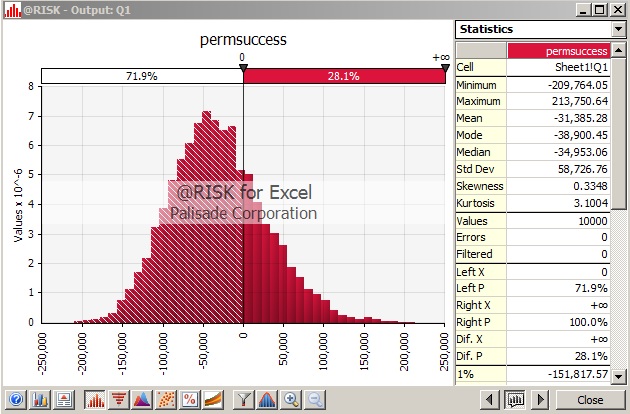 @RISK - Output: Q1
permsuccess
0 +∞
71.9% 28.1%
8
7
6
5
4
3
2
1
0
Values x 10^-6
@RISK for Excel
Palisade Corporation
-250,000 -200,000 -150,000 -100,000 -50,000 0 50,000 100,000 150,000 200,000 250,000
Statistics
permsuccess
Cell Sheet1!Q1
Minimum -209,764.05
Maximum 213,750.64
Mean -31,385.28
Mode -38,900.45
Median -34,953.06
Std Dev 58,726.76
Skewness 0.3348
Kurtosis 3.1004
Values 10000
Errors 0
Filtered 0
Left X 0
Left P 71.9%
Right X +∞
Right P 100.0%
Dif. X +∞
Dif. P 28.1%
1% -151,817.57
%
Close